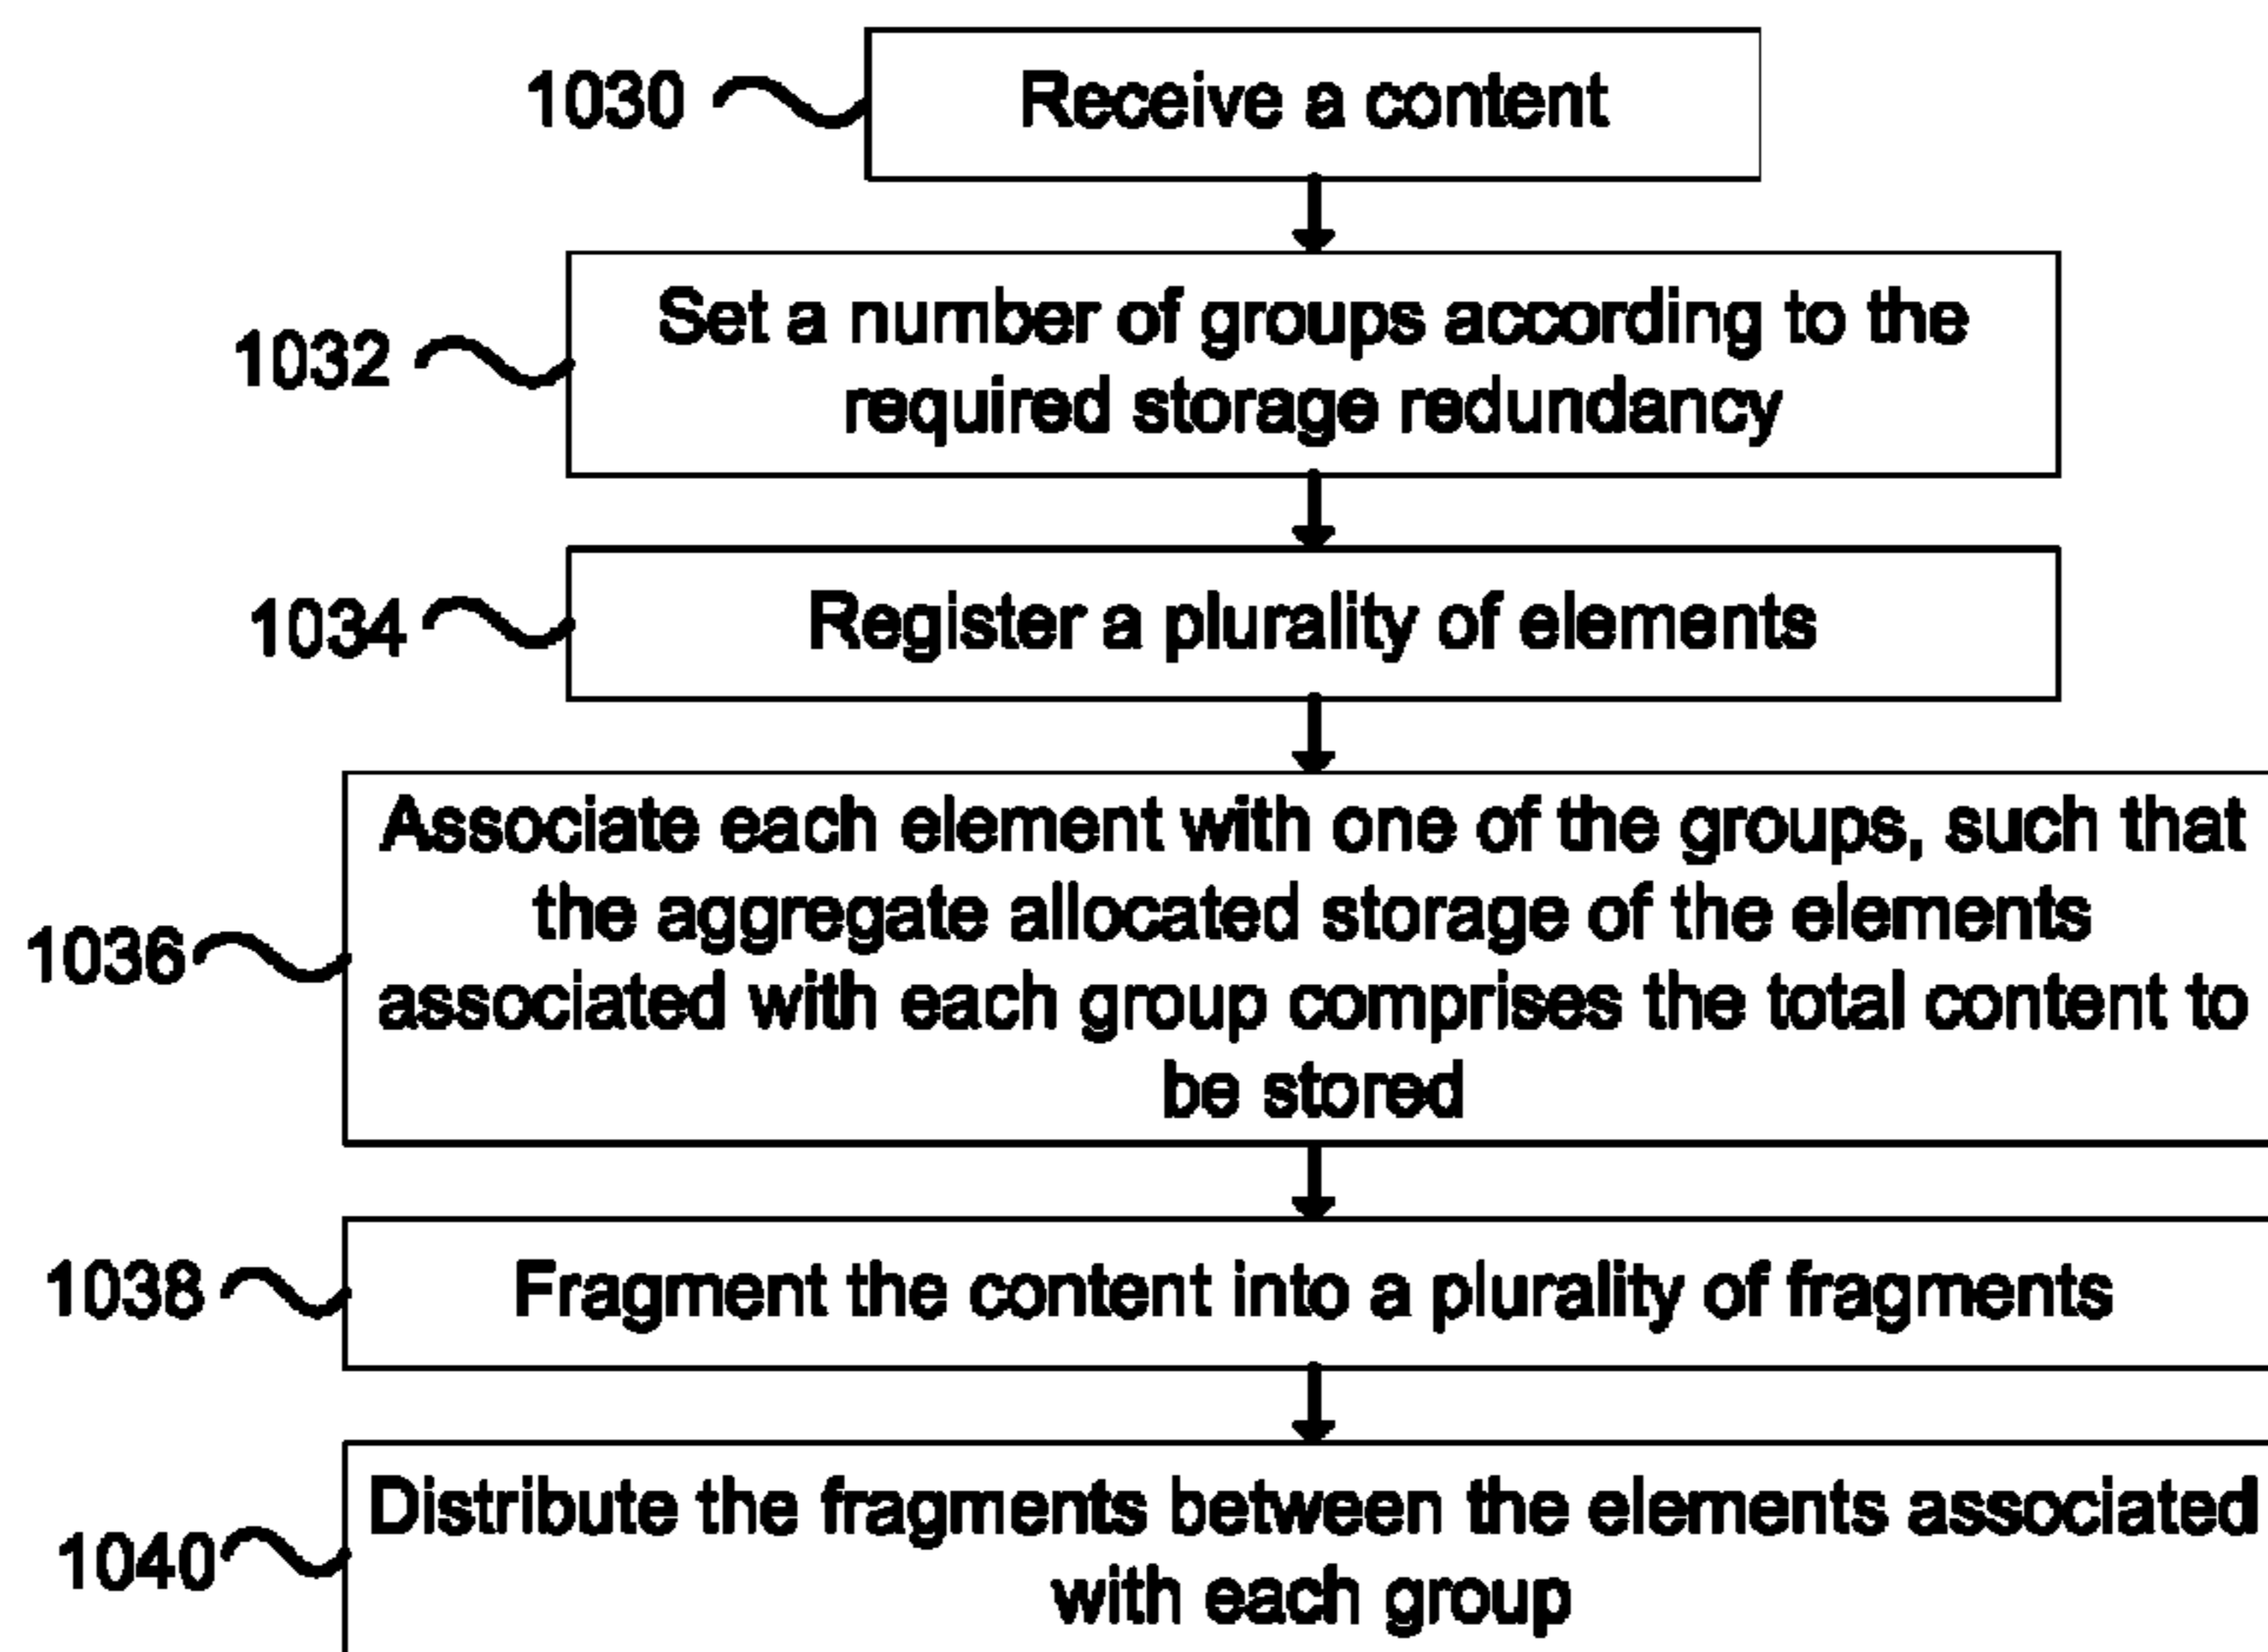 1030 Receive a content
1032 Set a number of groups according to the
required storage redundancy
1034 Register a plurality of elements
Associate each element with one of the groups, such that
the aggregate allocated storage of the elements
1036 associated with each group comprises the total content to
be stored
1038 Fragment the content into a plurality of fragments
1040 Distribute the fragments between the elements associated
with each group